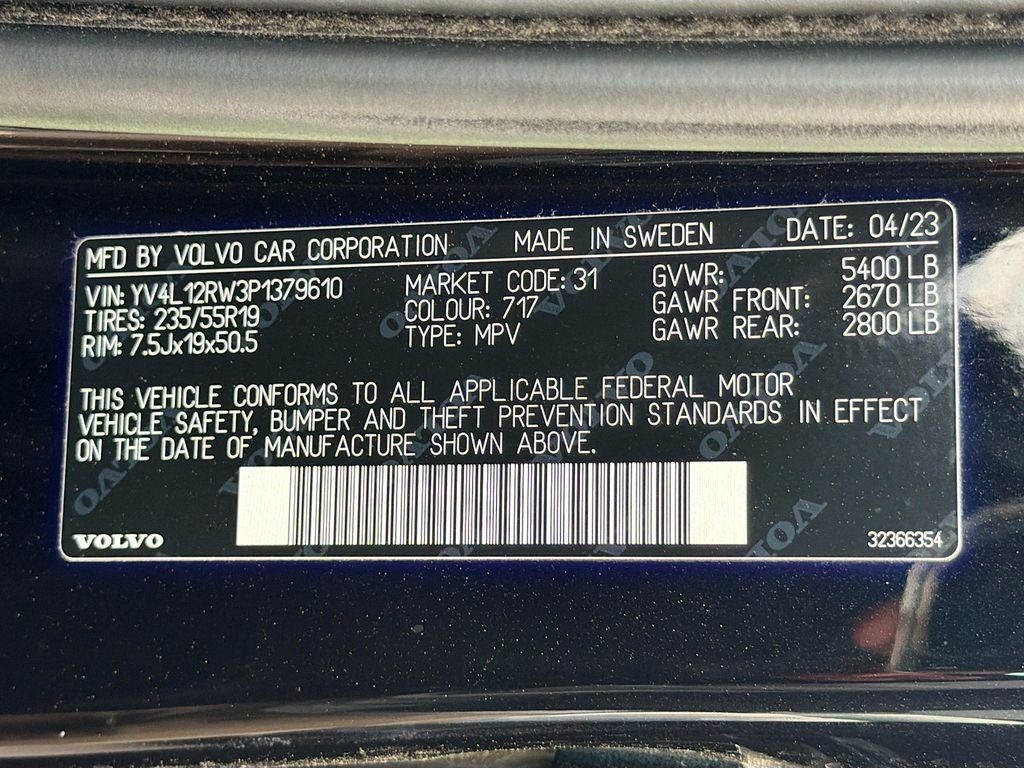 MFD BY VOLVO CAR CORPORATION MADE IN SWEDEN DATE: 04/23
VIN: YV4L12RW3P1379610 MARKET CODE: 31 GVWR: 5400 LB
TIRES: 235/55R19 COLOUR: 717 GAWR FRONT: 2670 LB
RIM: 7.5Jx19x50.5 TYPE: MPV GAWR REAR: 2800 LB
THIS VEHICLE CONFORMS TO ALL APPLICABLE FEDERAL MOTOR
VEHICLE SAFETY, BUMPER AND THEFT PREVENTION STANDARDS IN EFFECT
ON THE DATE OF MANUFACTURE SHOWN ABOVE.
VOLVO 32366354